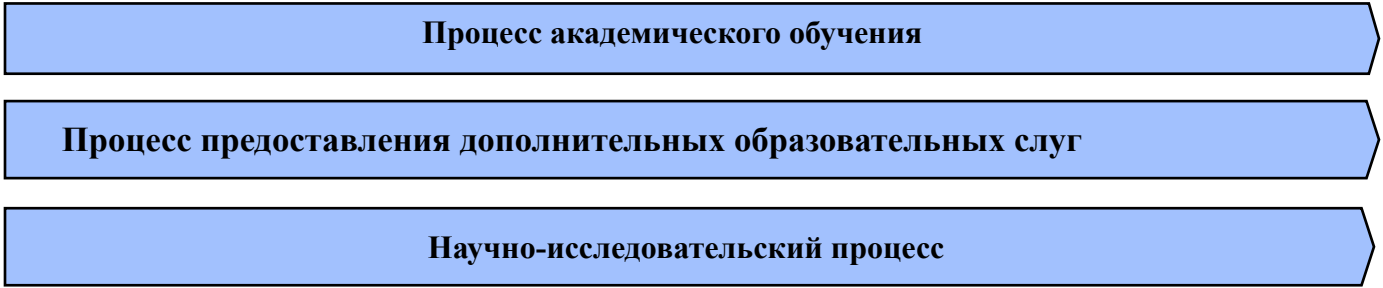 Процесс академического обучения
Процесс предоставления дополнительных образовательных слуг
Научно-исследовательский процесс